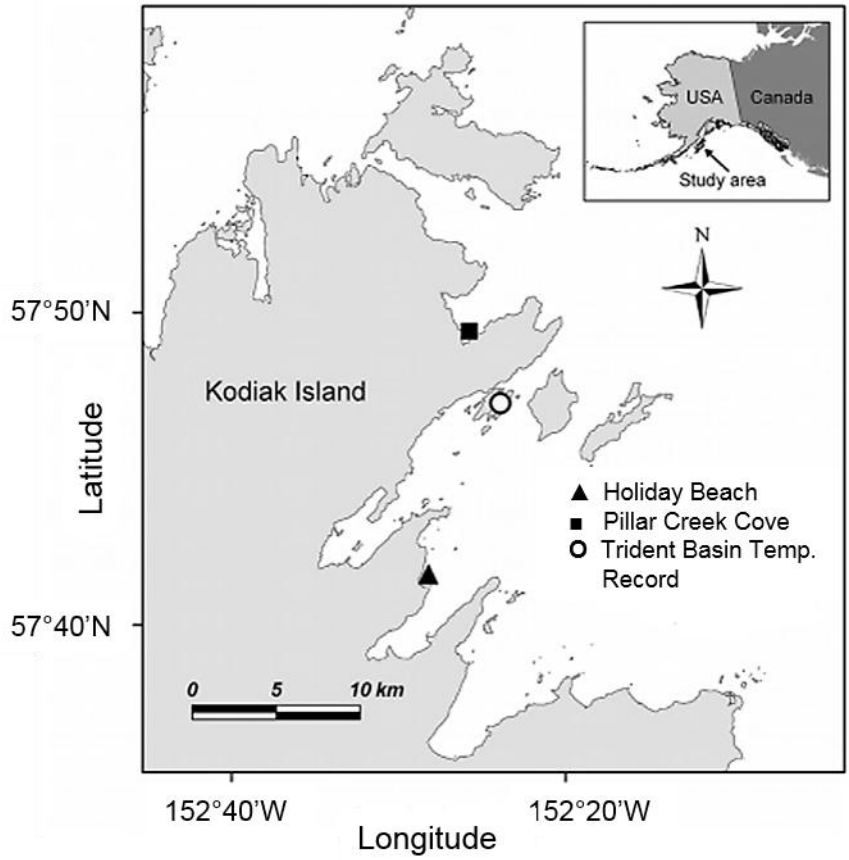 USA
Canada
Study area
N
57°50'N
Kodiak Island
Latitude
Holiday Beach
Pillar Creek Cove
Trident Basin Temp.
Record
57°40'N
0 5 10 km
152°40'W
152°20'W
Longitude